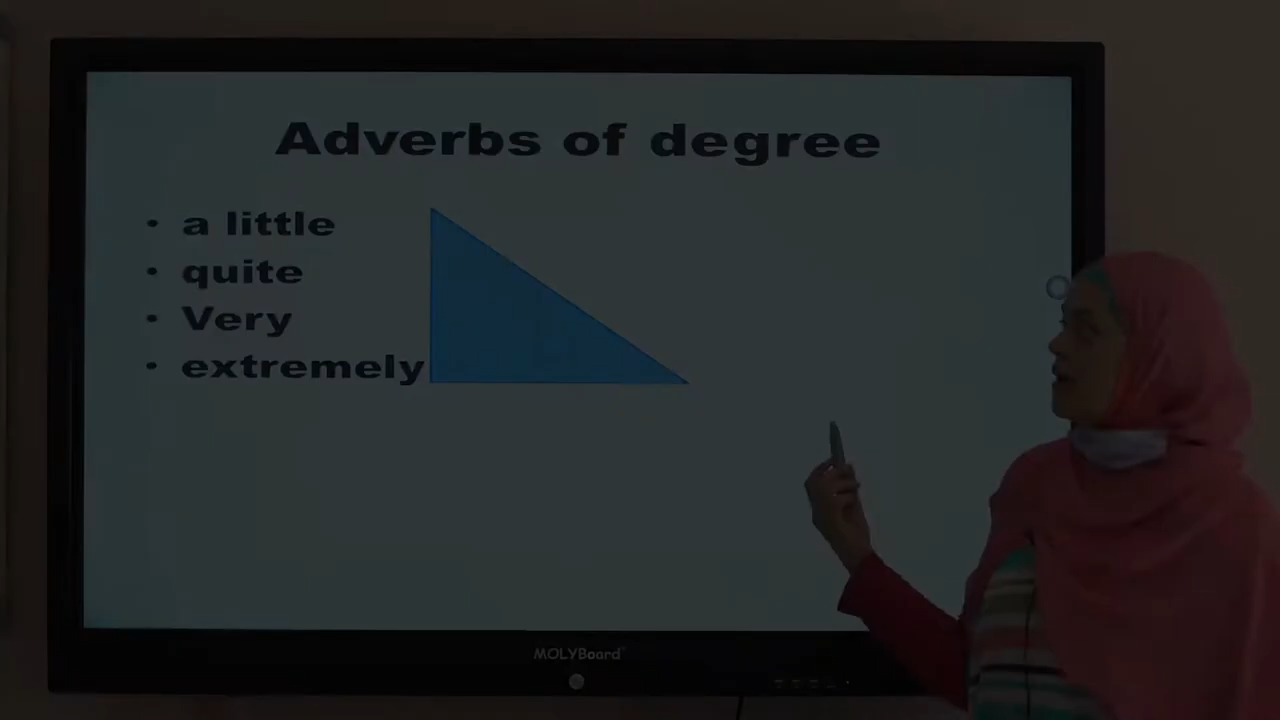 Adverbs of degree
• a little
• quite
• Very
• extremely
MOLYBoard